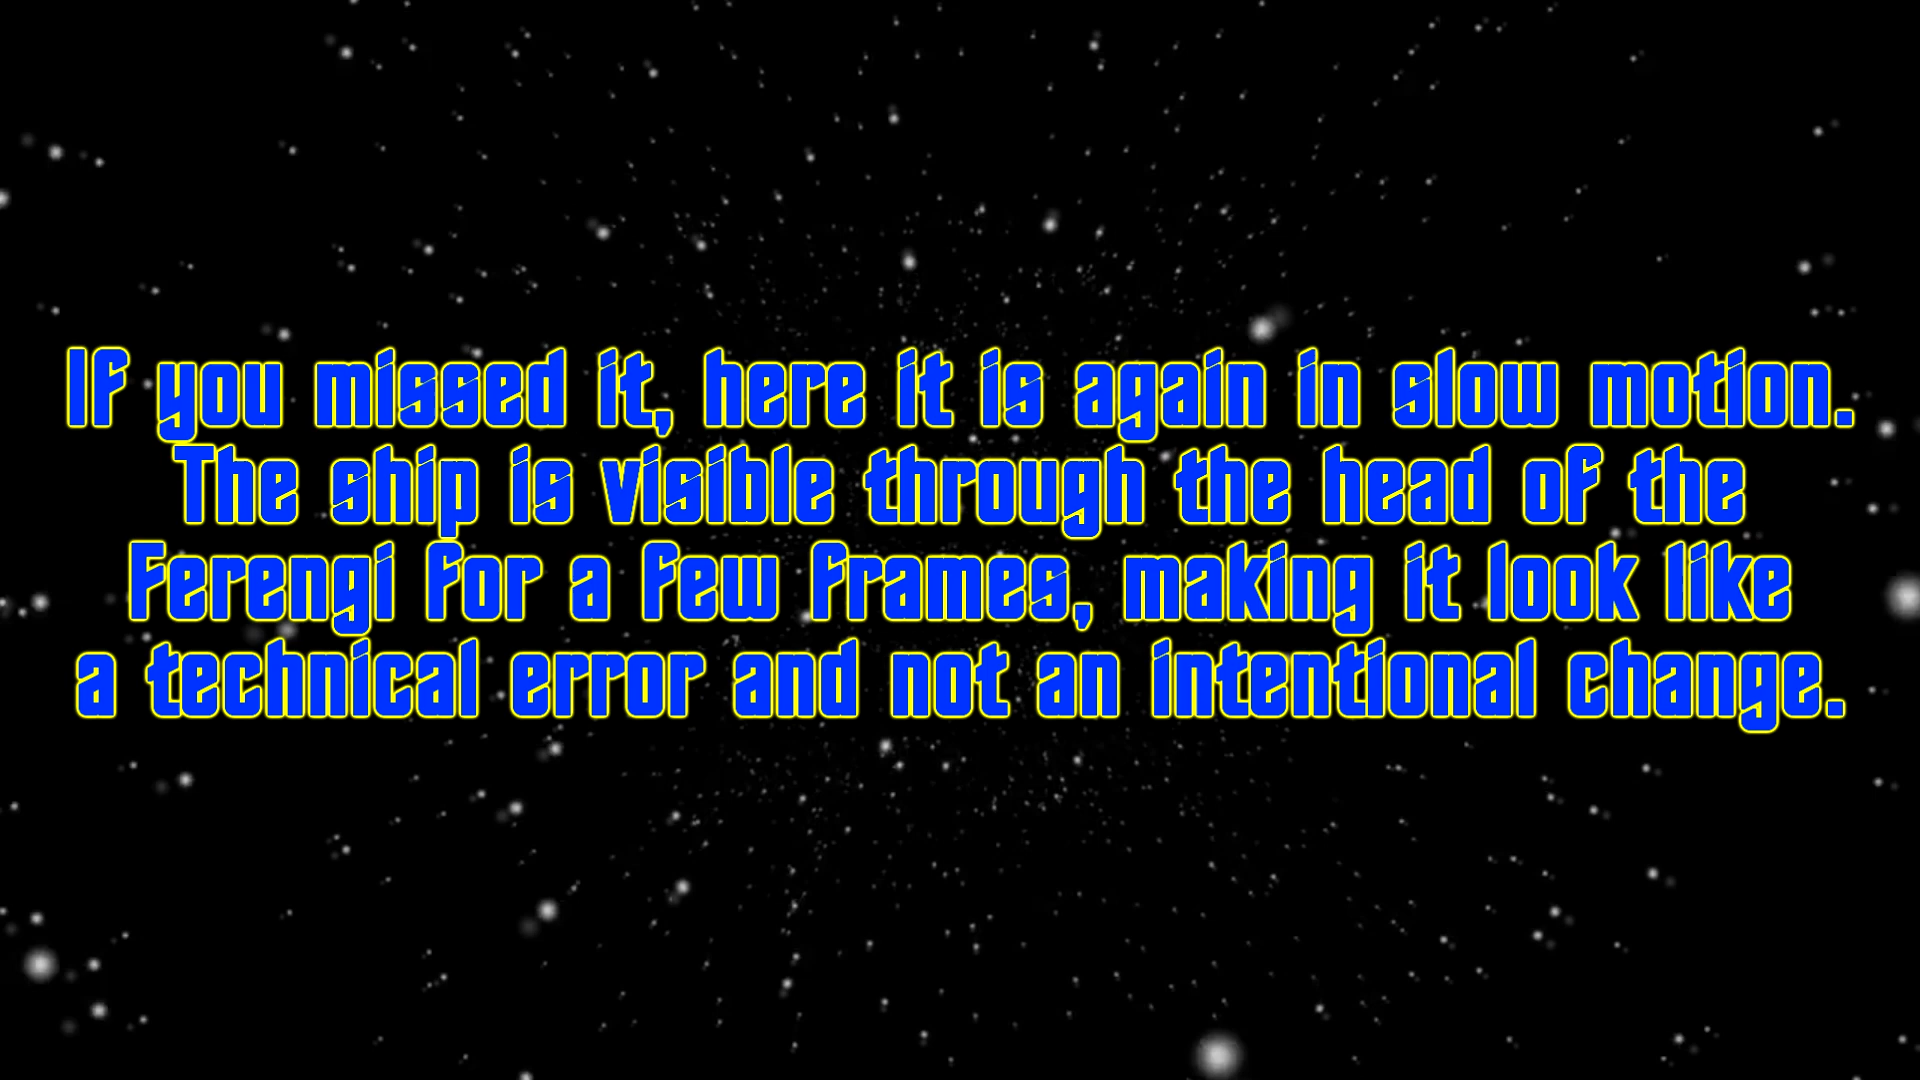 If you missed it, here it is again in slow motion.
The ship is visible through the head of the
Ferengi for a few frames, making it look like
a technical error and not an intentional change.